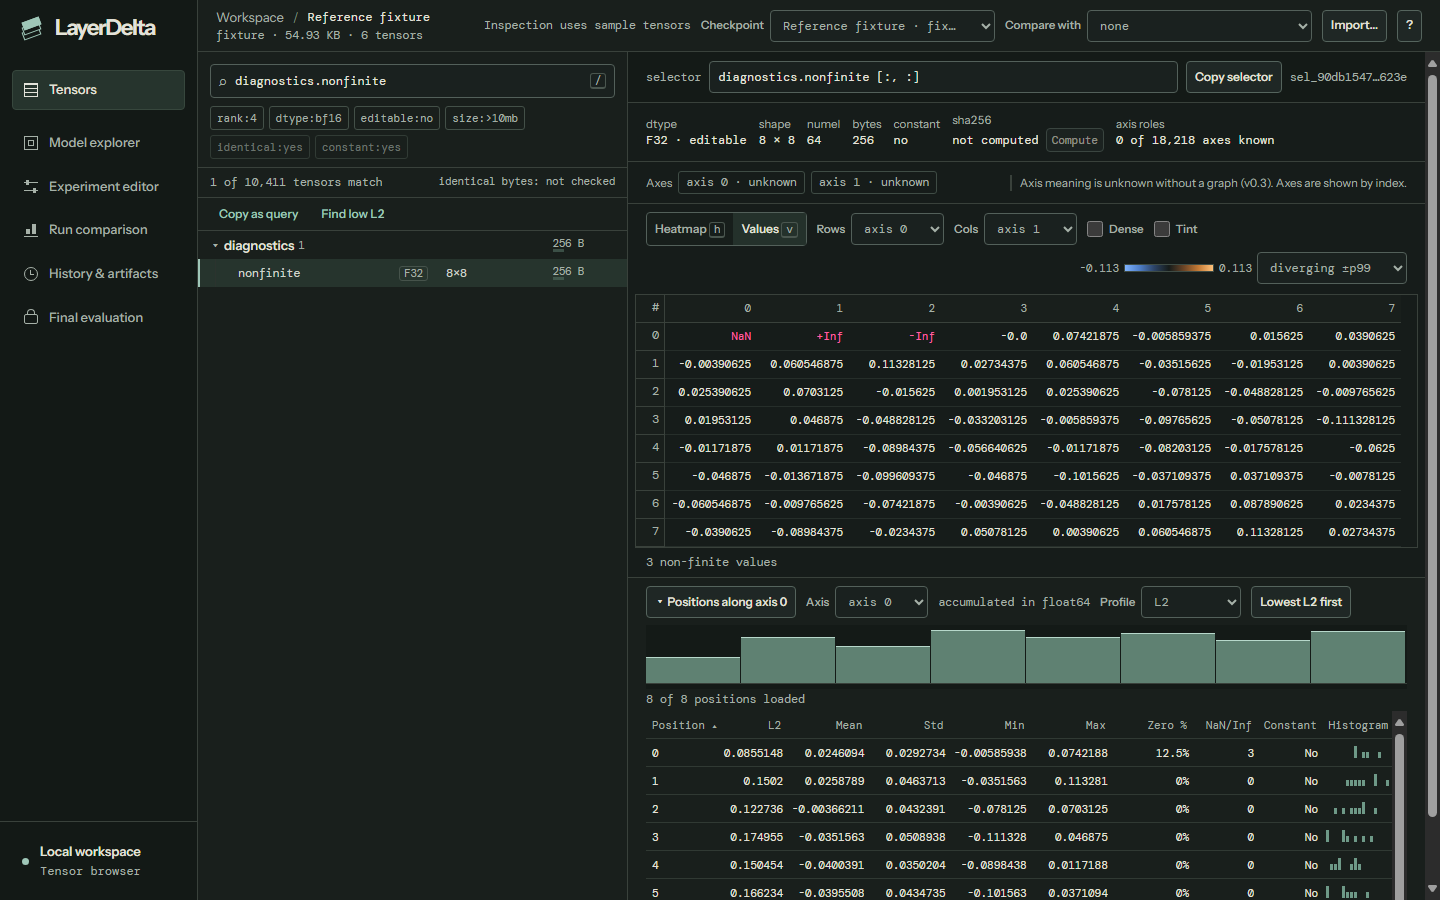 LayerDelta
Tensors
Model explorer
Experiment editor
Run comparison
History & artifacts
Final evaluation
Local workspace
Tensor browser
Workspace / Reference fixture
fixture · 54.93 KB · 6 tensors
Inspection uses sample tensors Checkpoint Reference fixture · fix… Compare with none Import… ?
diagnostics.nonfinite /
rank:4 dtype:bf16 editable:no size:>10mb
identical:yes constant:yes
1 of 10,411 tensors match identical bytes: not checked
Copy as query Find low L2
diagnostics 1 256 B
nonfinite F32 8×8 256 B
selector diagnostics.nonfinite [:, :] Copy selector sel_90db1547…623e
dtype shape numel bytes constant sha256 axis roles
F32 · editable 8 × 8 64 256 no not computed Compute 0 of 18,218 axes known
Axes axis 0 · unknown axis 1 · unknown Axis meaning is unknown without a graph (v0.3). Axes are shown by index.
Heatmap h Values v Rows axis 0 Cols axis 1 Dense Tint
-0.113 0.113 diverging ±p99
# 0 1 2 3 4 5 6 7
0 NaN +Inf -Inf -0.0 0.07421875 -0.005859375 0.015625 0.0390625
1 -0.00390625 0.060546875 0.11328125 0.02734375 0.060546875 -0.03515625 -0.01953125 0.00390625
2 0.025390625 0.0703125 -0.015625 0.001953125 0.025390625 -0.078125 -0.048828125 -0.009765625
3 0.01953125 0.046875 -0.048828125 -0.033203125 -0.005859375 -0.09765625 -0.05078125 -0.111328125
4 -0.01171875 0.01171875 -0.08984375 -0.056640625 -0.01171875 -0.08203125 -0.017578125 -0.0625
5 -0.046875 -0.013671875 -0.099609375 -0.046875 -0.1015625 -0.037109375 0.037109375 -0.0078125
6 -0.060546875 -0.009765625 -0.07421875 -0.00390625 -0.048828125 0.017578125 0.087890625 0.0234375
7 -0.0390625 -0.08984375 -0.0234375 0.05078125 0.00390625 0.060546875 0.11328125 0.02734375
3 non-finite values
Positions along axis 0 Axis axis 0 accumulated in float64 Profile L2 Lowest L2 first
8 of 8 positions loaded
Position L2 Mean Std Min Max Zero % NaN/Inf Constant Histogram
0 0.0855148 0.0246094 0.0292734 -0.00585938 0.0742188 12.5% 3 No
1 0.1502 0.0258789 0.0463713 -0.0351563 0.113281 0% 0 No
2 0.122736 -0.00366211 0.0432391 -0.078125 0.0703125 0% 0 No
3 0.174955 -0.0351563 0.0508938 -0.111328 0.046875 0% 0 No
4 0.150454 -0.0400391 0.0350204 -0.0898438 0.0117188 0% 0 No
5 0.166234 -0.0395508 0.0434735 -0.101563 0.0371094 0% 0 No